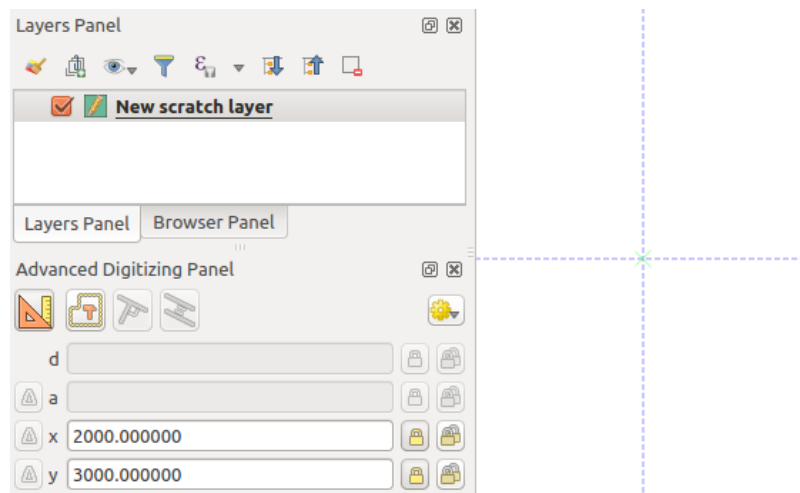 Layers Panel
New scratch layer
Layers Panel
Browser Panel
Advanced Digitizing Panel
d
a
x 2000.000000
y 3000.000000